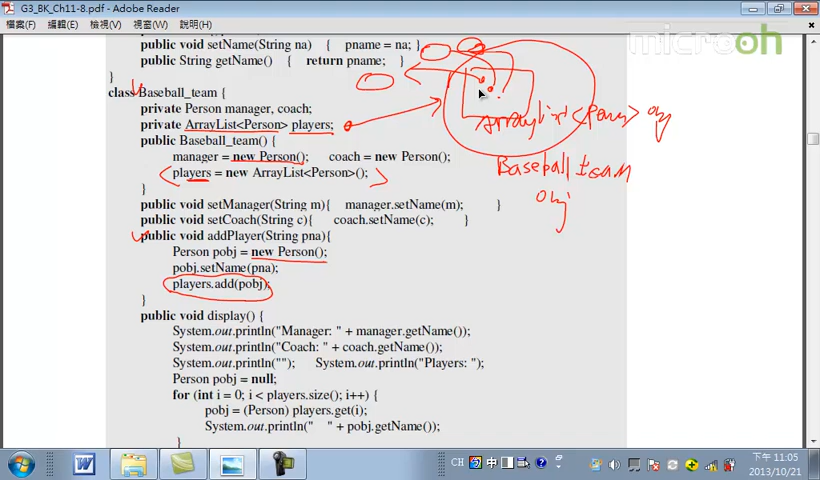 G3_BK_Ch11-8.pdf - Adobe Reader
檔案(F) 編輯(E) 檢視(V) 視窗(W) 說明(H)
microoh
public void setName(String na) { pname = na; }
public String getName() { return pname; }
}
class Baseball_team {
private Person manager, coach;
private ArrayList<Person> players;
public Baseball_team() {
manager = new Person(); coach = new Person();
players = new ArrayList<Person>();
}
public void setManager(String m){ manager.setName(m); }
public void setCoach(String c){ coach.setName(c); }
public void addPlayer(String pna){
Person pobj = new Person();
pobj.setName(pna);
players.add(pobj);
}
public void display() {
System.out.println("Manager: " + manager.getName());
System.out.println("Coach: " + coach.getName());
System.out.println(""); System.out.println("Players: ");
Person pobj = null;
for (int i = 0; i < players.size(); i++) {
pobj = (Person) players.get(i);
System.out.println(" " + pobj.getName());
}
ArrayList<Person> obj
Baseball team
obj
CH 中
下午 11:05
2013/10/21